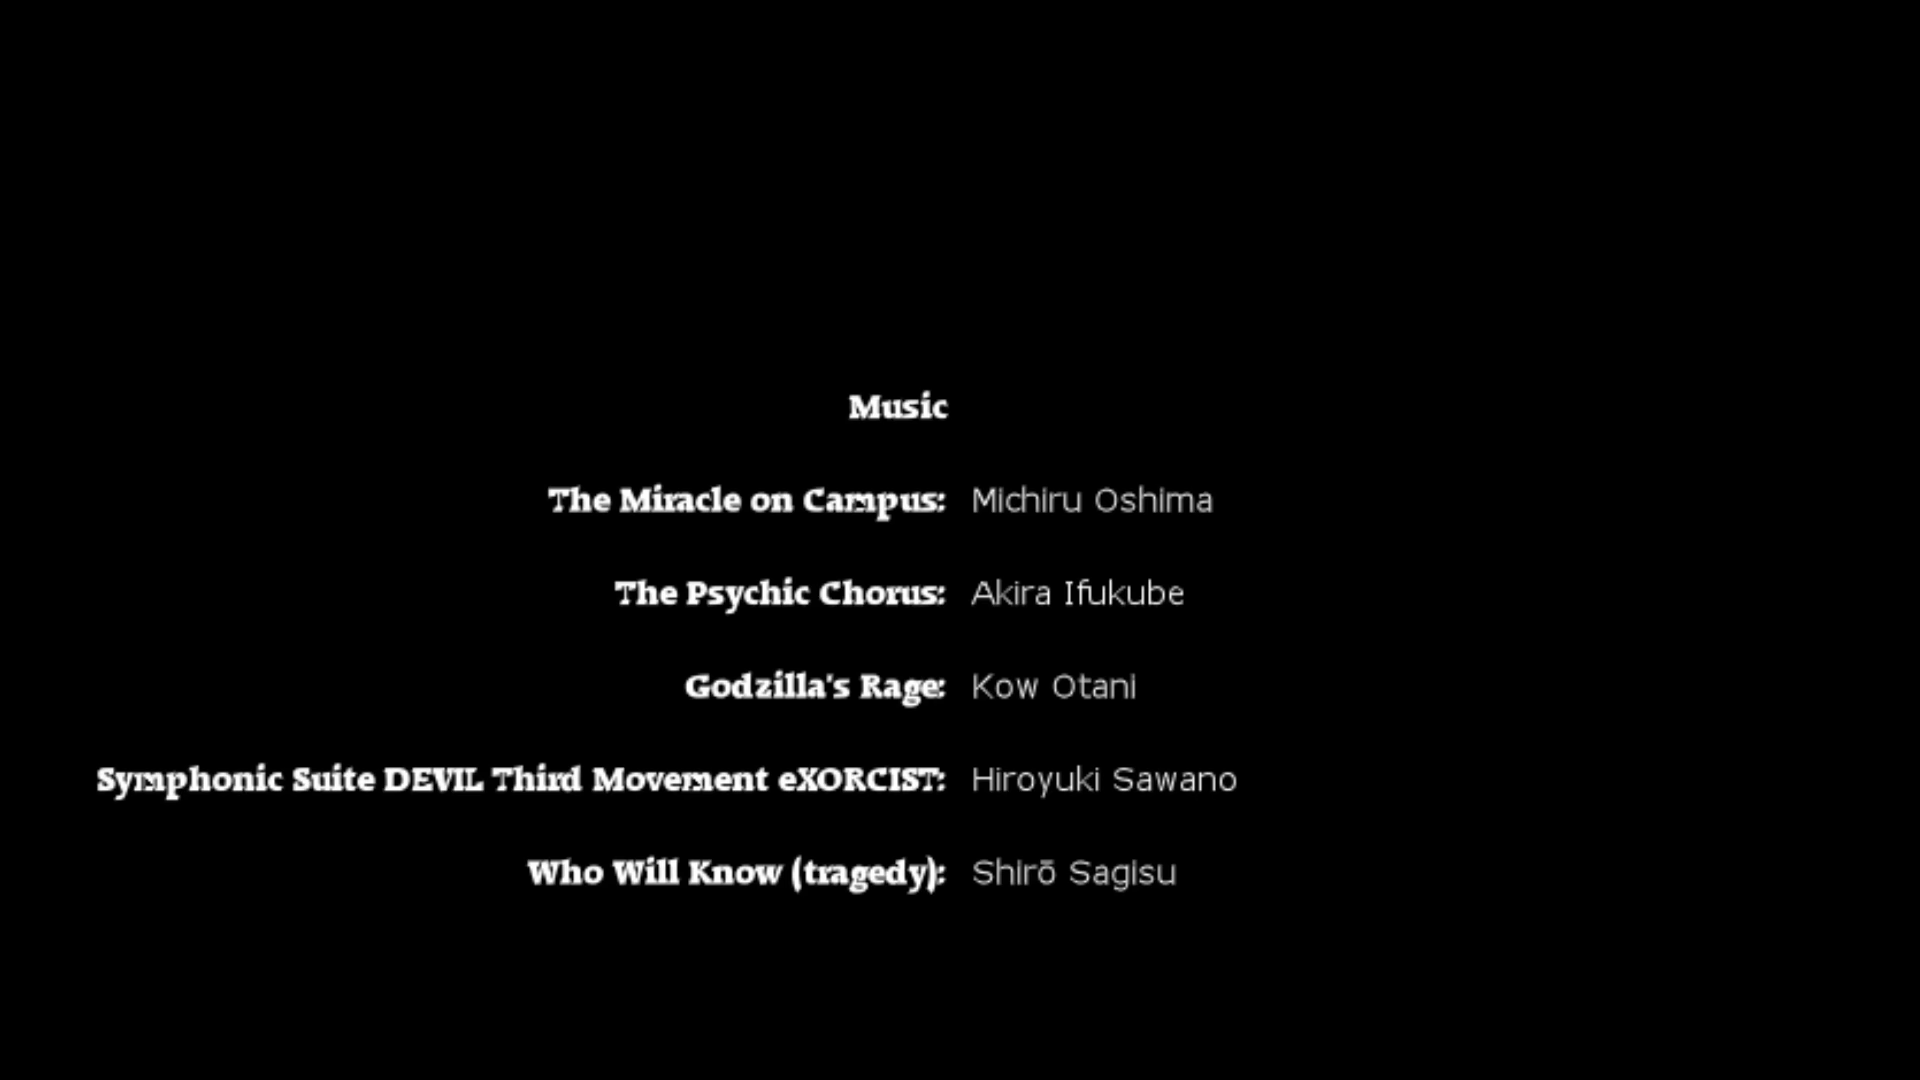 Music
The Miracle on Campus: Michiru Oshima
The Psychic Chorus: Akira Ifukube
Godzilla's Rage: Kow Otani
Symphonic Suite DEVIL Third Movement eXORCIST: Hiroyuki Sawano
Who Will Know (tragedy): Shirō Sagisu